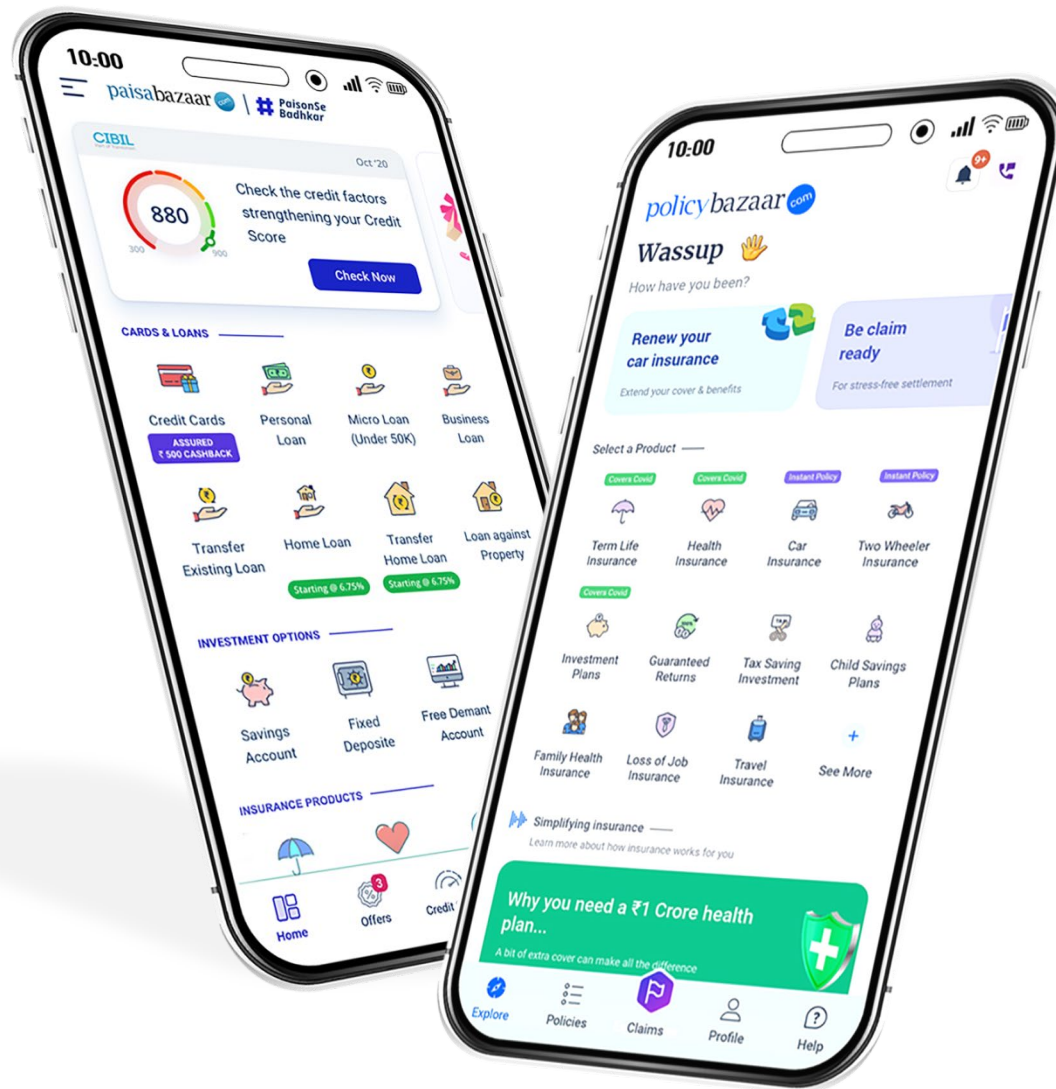 10:00
paisabazaar com | # PaisonSe
Badhkar
CIBIL
Oct '20
880
300
900
Check the credit factors
strengthening your Credit
Score
Check Now
CARDS & LOANS
Credit Cards
ASSURED
₹ 500 CASHBACK
Personal
Loan
Micro Loan
(Under 50K)
Business
Loan
Transfer
Existing Loan
Home Loan
Starting @ 6.75%
Transfer
Home Loan
Starting @ 6.75%
Loan against
Property
INVESTMENT OPTIONS
Savings
Account
Fixed
Deposite
Free Demant
Account
INSURANCE PRODUCTS
Home
3
Offers
Credit
10:00
9+
policybazaar com
Wassup
How have you been?
Renew your
car insurance
Extend your cover & benefits
Be claim
ready
For stress-free settlement
Select a Product
Covers Covid
Term Life
Insurance
Covers Covid
Health
Insurance
Instant Policy
Car
Insurance
Instant Policy
Two Wheeler
Insurance
Covers Covid
Investment
Plans
Guaranteed
Returns
Tax Saving
Investment
Child Savings
Plans
Family Health
Insurance
Loss of Job
Insurance
Travel
Insurance
+
See More
Simplifying insurance
Learn more about how insurance works for you
Why you need a ₹1 Crore health
plan...
A bit of extra cover can make all the difference
Explore
Policies
Claims
Profile
?
Help